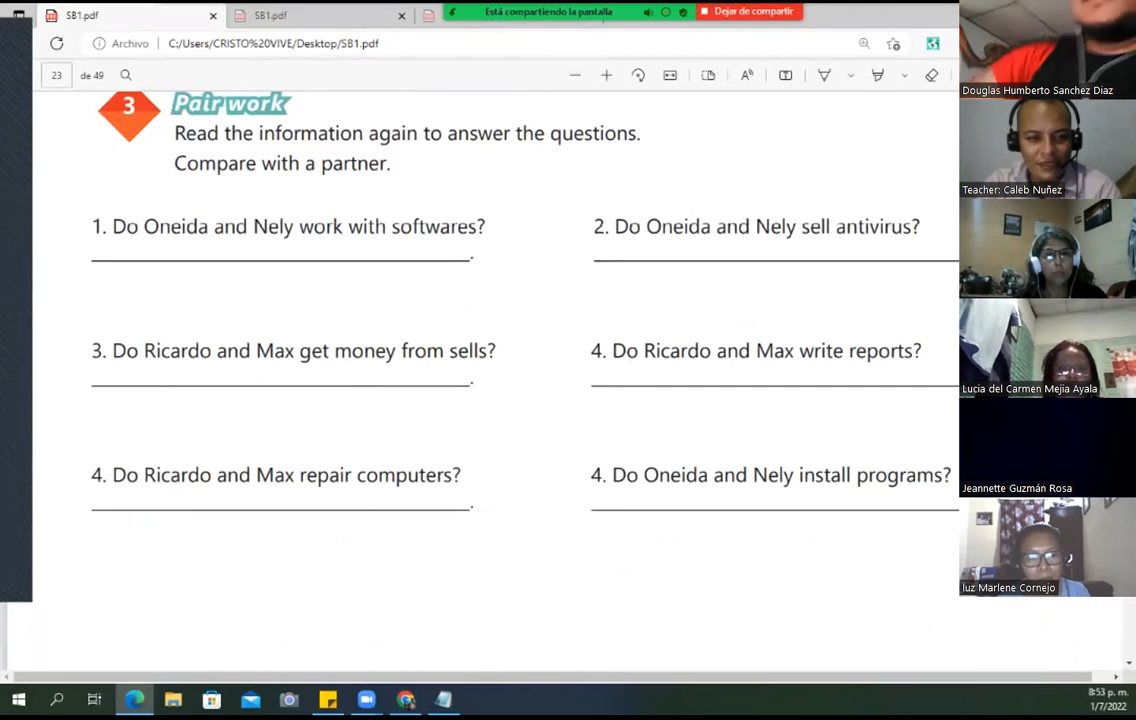 SB1.pdf
SB1.pdf
Está compartiendo la pantalla
Dejar de compartir
Archivo
C:/Users/CRISTO%20VIVE/Desktop/SB1.pdf
23
de 49
3
Pair work
Read the information again to answer the questions.
Compare with a partner.
1. Do Oneida and Nely work with softwares?
2. Do Oneida and Nely sell antivirus?
3. Do Ricardo and Max get money from sells?
4. Do Ricardo and Max write reports?
4. Do Ricardo and Max repair computers?
4. Do Oneida and Nely install programs?
Douglas Humberto Sanchez Diaz
Teacher: Caleb Nuñez
Lucia del Carmen Mejia Ayala
Jeannette Guzmán Rosa
luz Marlene Cornejo
8:53 p. m.
1/7/2022